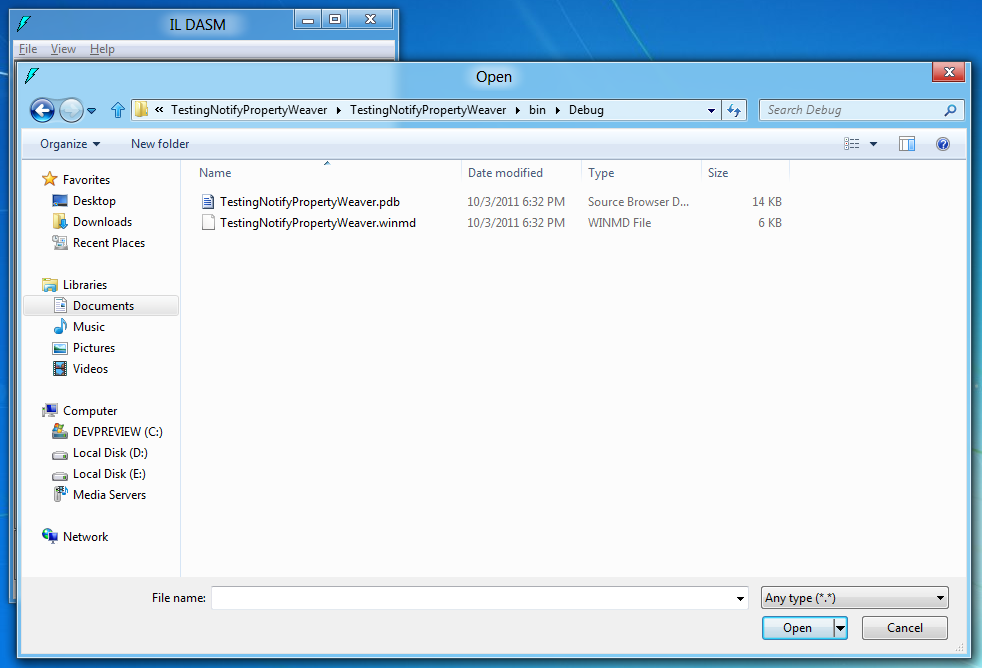 IL DASM
File View Help
Open
« TestingNotifyPropertyWeaver TestingNotifyPropertyWeaver bin Debug Search Debug
Organize New folder
Name Date modified Type Size
TestingNotifyPropertyWeaver.pdb 10/3/2011 6:32 PM Source Browser D... 14 KB
TestingNotifyPropertyWeaver.winmd 10/3/2011 6:32 PM WINMD File 6 KB
Favorites
Desktop
Downloads
Recent Places
Libraries
Documents
Music
Pictures
Videos
Computer
DEVPREVIEW (C:)
Local Disk (D:)
Local Disk (E:)
Media Servers
Network
File name: Any type (*.*)
Open Cancel